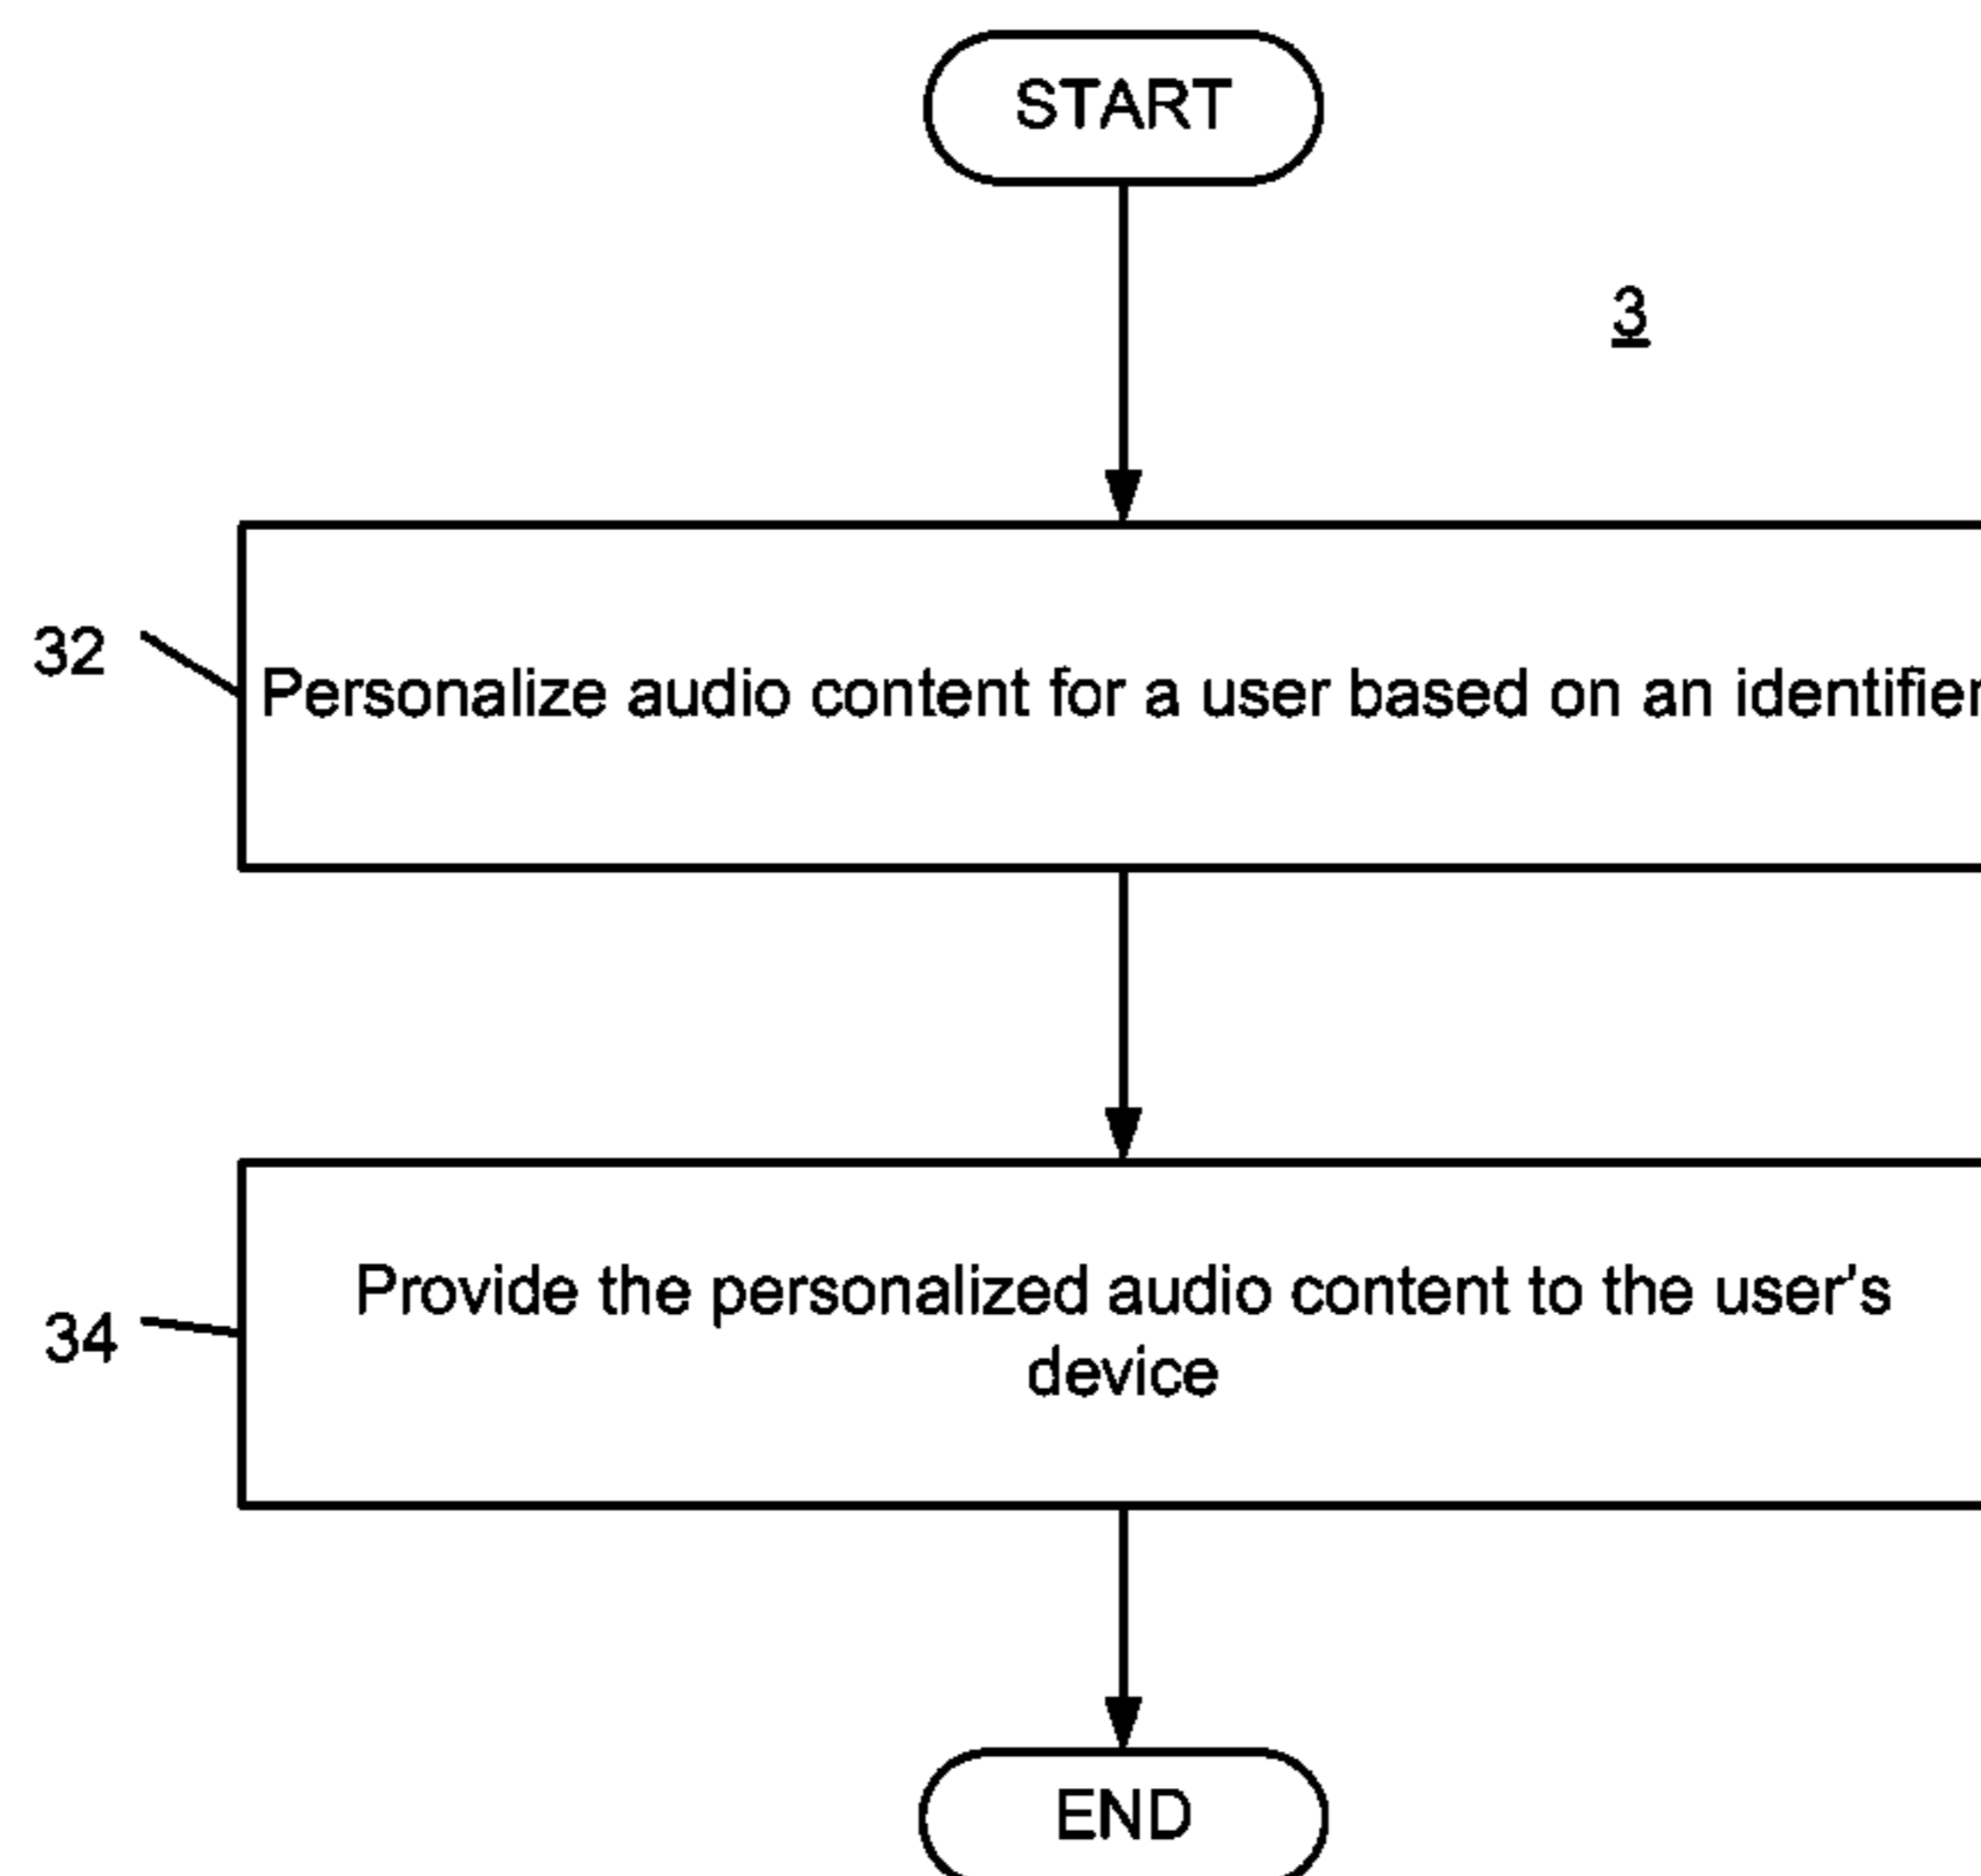 START
3
32
Personalize audio content for a user based on an identifier
34
Provide the personalized audio content to the user's
device
END